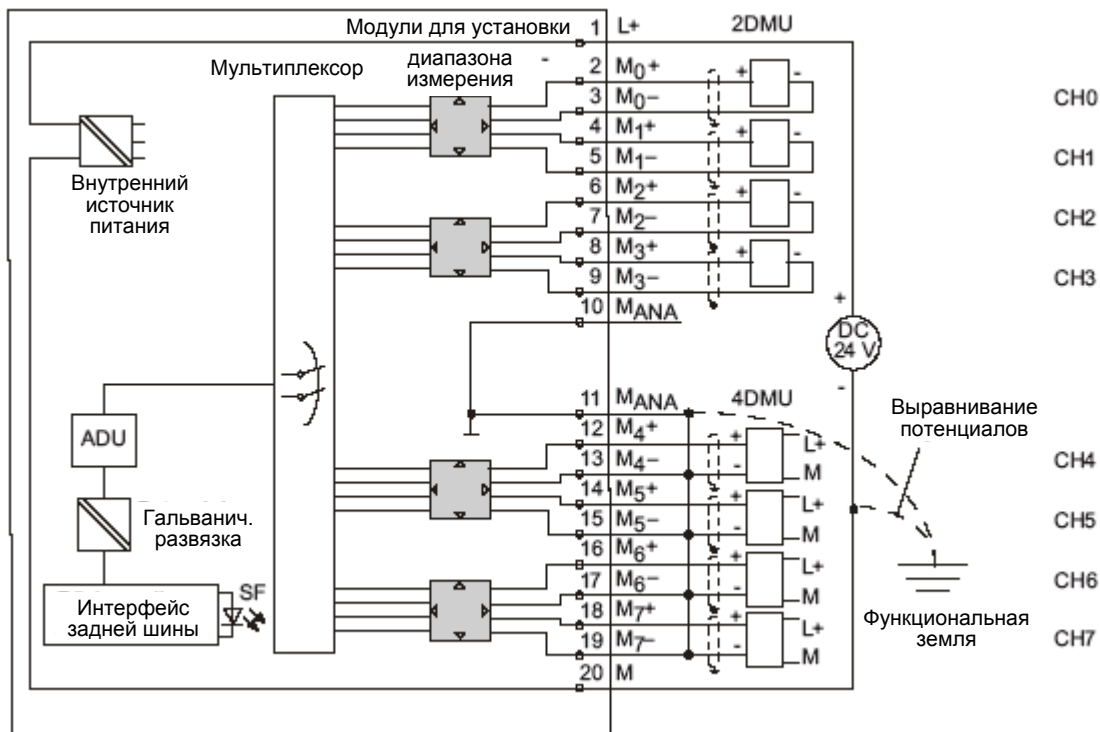 Модули для установки
диапазона
измерения
-
Мультиплексор
Внутренний
источник
питания
ADU
Гальванич.
развязка
Интерфейс
задней шины
SF
1 L+ 2DMU
2 M0+ + -
3 M0– CH0
4 M1+ + -
5 M1– CH1
6 M2+ + -
7 M2– CH2
8 M3+ + -
9 M3– CH3
10 MANA
+
DC
24 V
-
11 MANA 4DMU
12 M4+ + L+
13 M4– - M CH4
14 M5+ + L+
15 M5– - M CH5
16 M6+ + L+
17 M6– - M CH6
18 M7+ + L+
19 M7– - M CH7
20 M
Выравнивание
потенциалов
Функциональная
земля